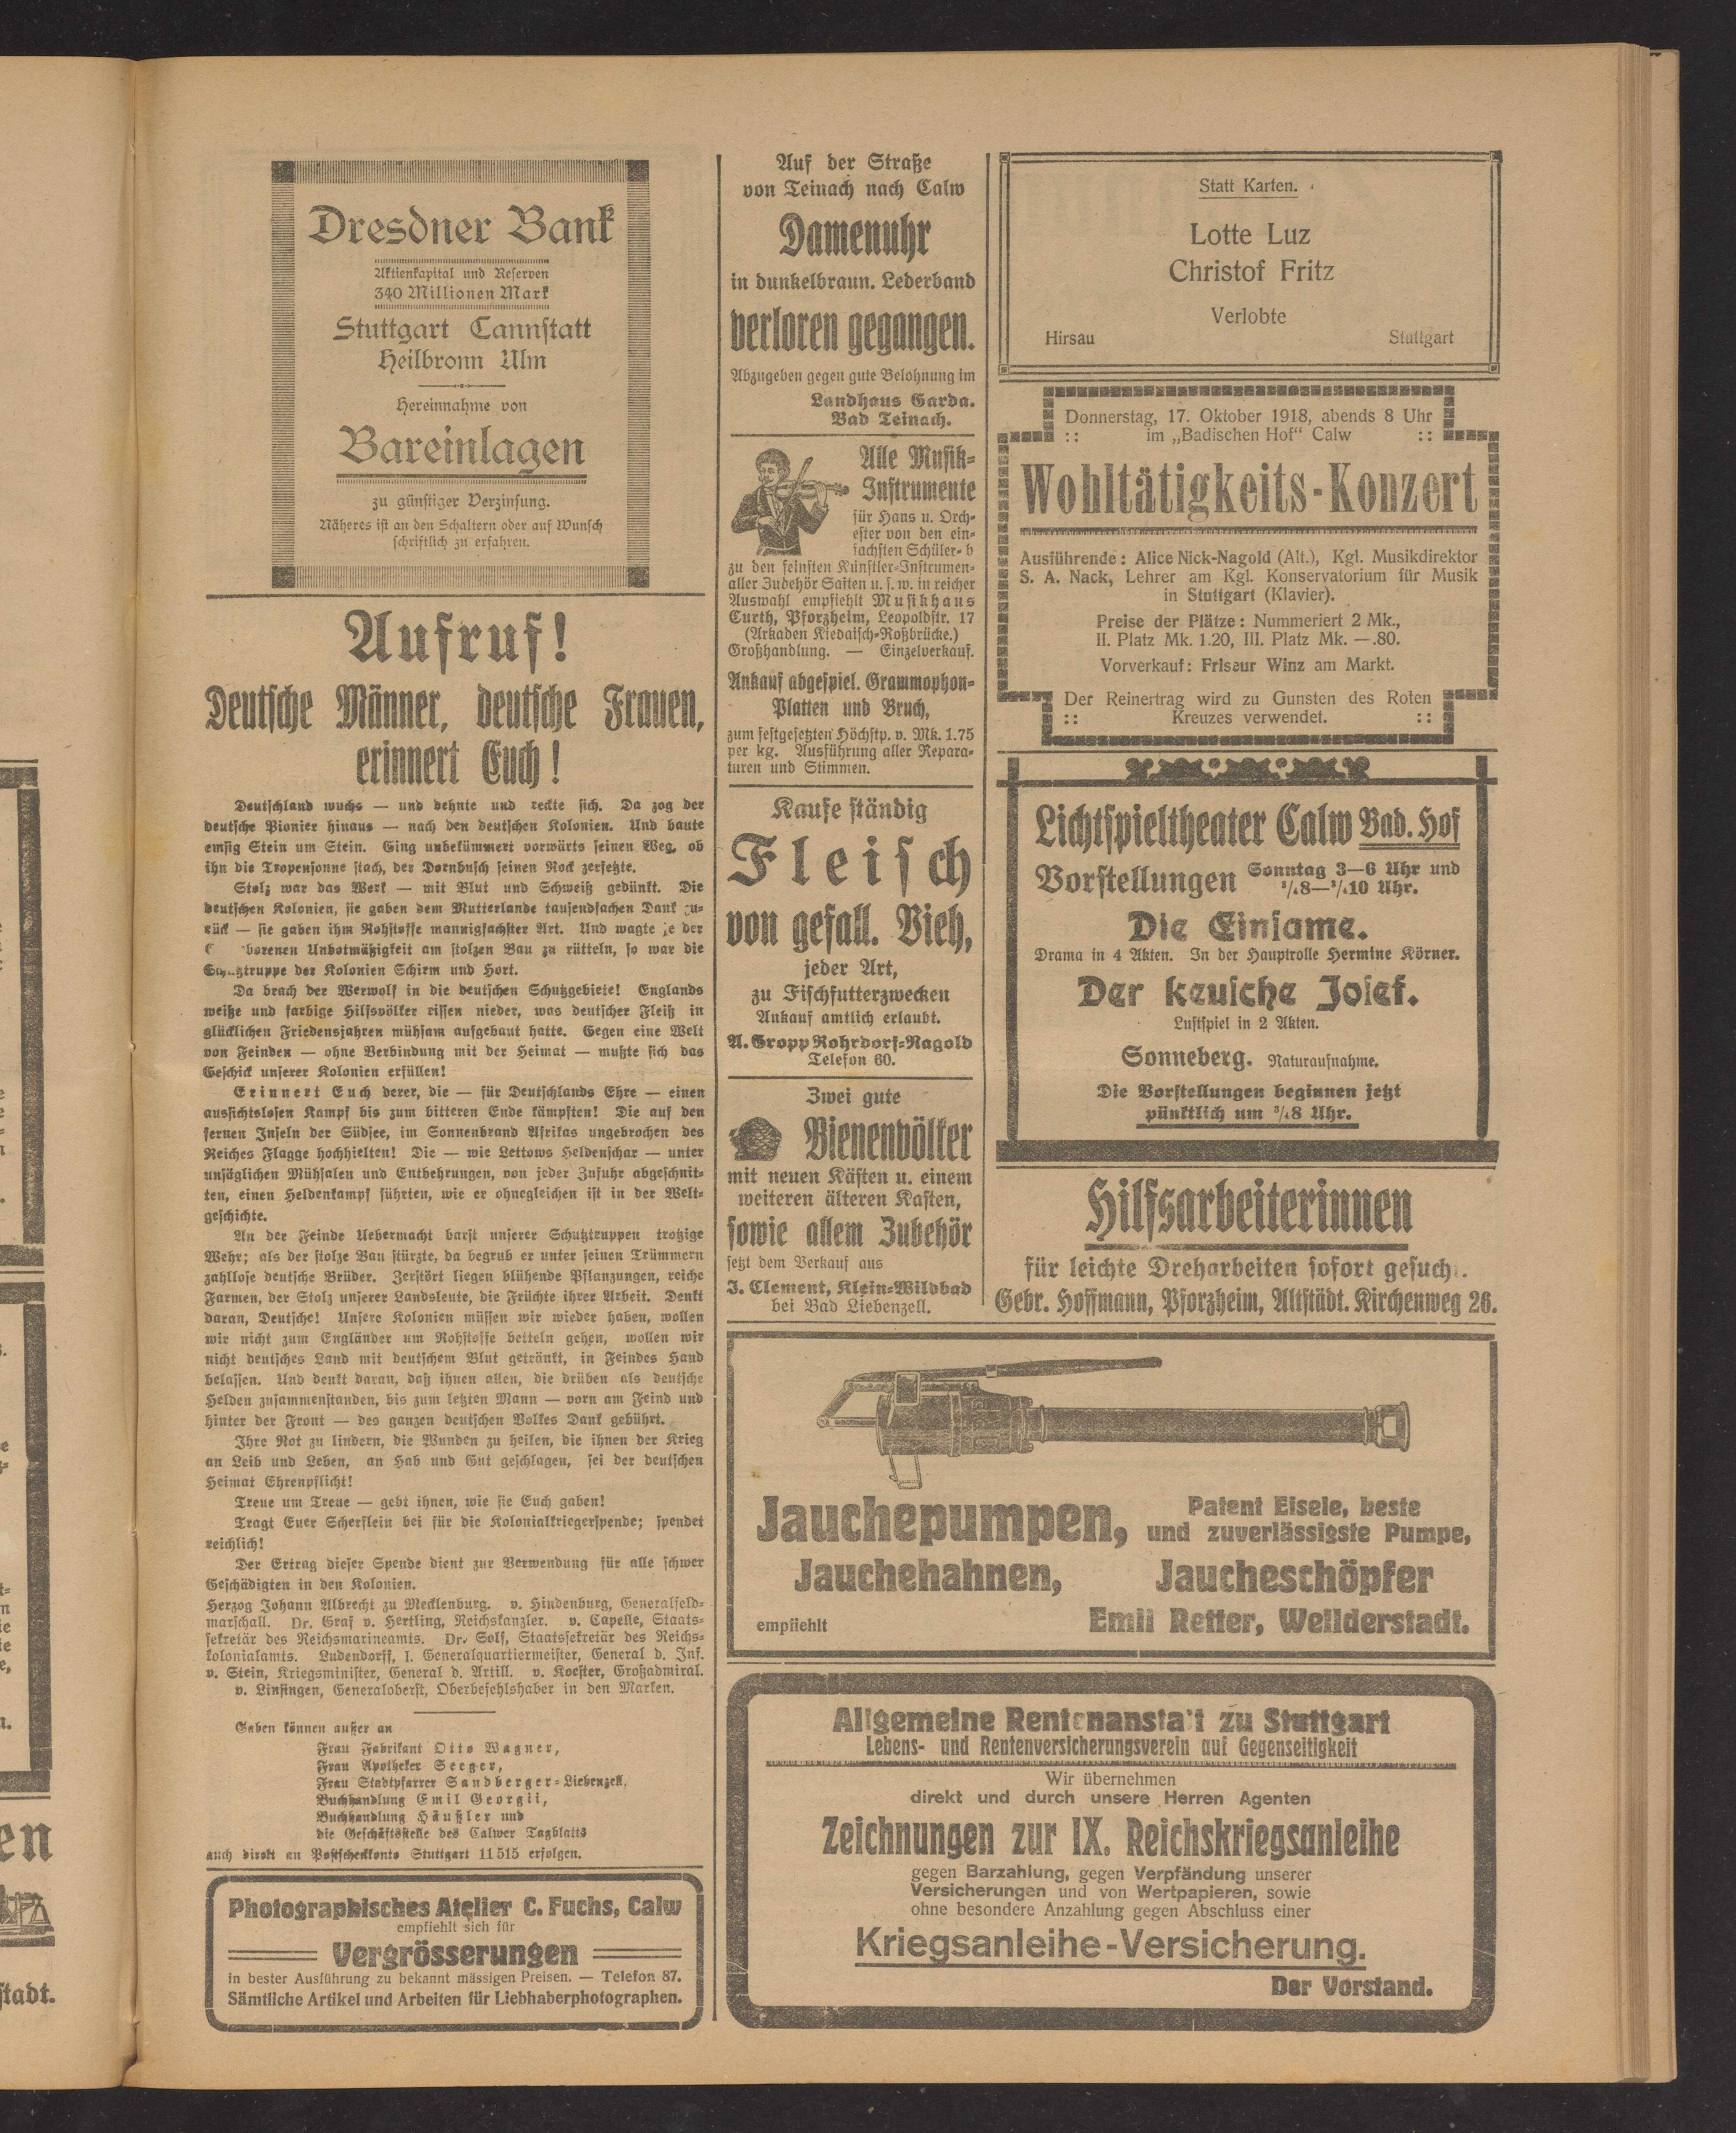 Dresdner Bank
Aktienkapital und Reserven
340 Millionen Mark
Stuttgart Cannstatt
Heilbronn Ulm
Hereinnahme von
Bareinlagen
zu günstiger Verzinsung.
Näheres ist an den Schaltern oder auf Wunsch
schriftlich zu erfahren.
Aufruf!
Deutsche Männer, deutsche Frauen,
erinnert Euch!
Deutschland wuchs — und dehnte und reckte sich. Da zog der
deutsche Pionier hinaus — nach den deutschen Kolonien. Und baute
emsig Stein um Stein. Ging unbekümmert vorwärts seinen Weg, ob
ihn die Tropensonne stach, der Dornbusch seinen Rock zersetzte.
Stolz war das Werk — mit Blut und Schweiß gedüngt. Die
deutschen Kolonien, sie gaben dem Mutterlande tausendfachen Dank zu-
rück — sie gaben ihm Rohstoffe mannigfachster Art. Und wagte je der
borenen Unbotmäßigkeit am stolzen Bau zu rütteln, so war die
Schutztruppe der Kolonien Schirm und Hort.
Da brach der Werwolf in die deutschen Schutzgebiete! Englands
weiße und farbige Hilfsvölker rissen nieder, was deutscher Fleiß in
glücklichen Friedensjahren mühsam aufgebaut hatte. Gegen eine Welt
von Feinden — ohne Verbindung mit der Heimat — mußte sich das
Geschick unserer Kolonien erfüllen!
Erinnert Euch derer, die — für Deutschlands Ehre — einen
aussichtslosen Kampf bis zum bitteren Ende kämpften! Die auf den
fernen Inseln der Südsee, im Sonnenbrand Afrikas ungebrochen des
Reiches Flagge hochhielten! Die — wie Lettows Heldenschar — unter
unsäglichen Mühsalen und Entbehrungen, von jeder Zufuhr abgeschnit-
ten, einen Heldenkampf führten, wie er ohnegleichen ist in der Welt-
geschichte.
An der Feinde Uebermacht barst unserer Schutztruppen trotzige
Wehr; als der stolze Bau stürzte, da begrub er unter seinen Trümmern
zahllose deutsche Brüder. Zerstört liegen blühende Pflanzungen, reiche
Farmen, der Stolz unserer Landsleute, die Früchte ihrer Arbeit. Denkt
daran, Deutsche! Unsere Kolonien müssen wir wieder haben, wollen
wir nicht zum Engländer um Rohstoffe betteln gehen, wollen wir
nicht deutsches Land mit deutschem Blut getränkt, in Feindes Hand
belassen. Und denkt daran, daß ihnen allen, die drüben als deutsche
Helden zusammenstanden, bis zum letzten Mann — vorn am Feind und
hinter der Front — des ganzen deutschen Volkes Dank gebührt.
Ihre Not zu lindern, die Wunden zu heilen, die ihnen der Krieg
an Leib und Leben, an Hab und Gut geschlagen, sei der deutschen
Heimat Ehrenpflicht!
Treue um Treue — gebt ihnen, wie sie Euch gaben!
Tragt Euer Scherflein bei für die Kolonialkriegerspende; spendet
reichlich!
Der Ertrag dieser Spende dient zur Verwendung für alle schwer
Geschädigten in den Kolonien.
Herzog Johann Albrecht zu Mecklenburg. v. Hindenburg, Generalfeld-
marschall. Dr. Graf v. Hertling, Reichskanzler. v. Capelle, Staats-
sekretär des Reichsmarineamts. Dr. Solf, Staatssekretär des Reichs-
kolonialamts. Ludendorff, I. Generalquartiermeister, General d. Inf.
v. Stein, Kriegsminister, General d. Artill. v. Koester, Großadmiral.
v. Linsingen, Generaloberst, Oberbefehlshaber in den Marken.
Gaben können außer an
Frau Fabrikant Otto Wagner,
Frau Apotheker Seeger,
Frau Stadtpfarrer Sandberger-Liebenzell,
Buchhandlung Emil Georgii,
Buchhandlung Häußler und
die Geschäftsstelle des Calwer Tagblatts
auch direkt an Postscheckkonto Stuttgart 11 515 erfolgen.
Photographisches Atelier C. Fuchs, Calw
empfiehlt sich für
Vergrösserungen
in bester Ausführung zu bekannt mässigen Preisen. — Telefon 87.
Sämtliche Artikel und Arbeiten für Liebhaberphotographen.
Auf der Straße
von Teinach nach Calw
Damenuhr
in dunkelbraun. Lederband
verloren gegangen.
Abzugeben gegen gute Belohnung im
Landhaus Garda.
Bad Teinach.
Alle Musik-
Instrumente
für Haus u. Orch-
ester von den ein-
fachsten Schüler- b
zu den feinsten Künstler-Instrumen-
aller Zubehör Saiten u. s. w. in reicher
Auswahl empfiehlt Musikhaus
Curth, Pforzheim, Leopoldstr. 17
(Arkaden Kiedaisch-Roßbrücke.)
Großhandlung. — Einzelverkauf.
Ankauf abgespiel. Grammophon-
Platten und Bruch,
zum festgesetzten Höchstp. v. Mk. 1.75
per kg. Ausführung aller Repara-
turen und Stimmen.
Kaufe ständig
Fleisch
von gefall. Vieh,
jeder Art,
zu Fischfutterzwecken
Ankauf amtlich erlaubt.
A. Gropp Rohrdorf-Nagold
Telefon 60.
Zwei gute
Bienenvölker
mit neuen Kästen u. einem
weiteren älteren Kasten,
sowie allem Zubehör
setzt dem Verkauf aus
J. Clement, Klein-Wildbad
bei Bad Liebenzell.
Statt Karten.
Lotte Luz
Christof Fritz
Verlobte
Hirsau Stuttgart
Donnerstag, 17. Oktober 1918, abends 8 Uhr
:: im „Badischen Hof“ Calw ::
Wohltätigkeits-Konzert
Ausführende: Alice Nick-Nagold (Alt.), Kgl. Musikdirektor
S. A. Nack, Lehrer am Kgl. Konservatorium für Musik
in Stuttgart (Klavier).
Preise der Plätze: Nummeriert 2 Mk.,
II. Platz Mk. 1.20, III. Platz Mk. —.80.
Vorverkauf: Friseur Winz am Markt.
Der Reinertrag wird zu Gunsten des Roten
:: Kreuzes verwendet. ::
Lichtspieltheater Calw Bad. Hof
Vorstellungen Sonntag 3—6 Uhr und
³/₄8—³/₄10 Uhr.
Die Einsame.
Drama in 4 Akten. In der Hauptrolle Hermine Körner.
Der keusche Josef.
Lustspiel in 2 Akten.
Sonneberg. Naturaufnahme.
Die Vorstellungen beginnen jetzt
pünktlich um ³/₄8 Uhr.
Hilfsarbeiterinnen
für leichte Dreharbeiten sofort gesucht.
Gebr. Hoffmann, Pforzheim, Altstädt. Kirchenweg 26.
Jauchepumpen, Patent Eisele, beste
und zuverlässigste Pumpe,
Jauchehahnen, Jaucheschöpfer
empfiehlt Emil Retter, Weilderstadt.
Allgemeine Rentenanstalt zu Stuttgart
Lebens- und Rentenversicherungsverein auf Gegenseitigkeit
Wir übernehmen
direkt und durch unsere Herren Agenten
Zeichnungen zur IX. Reichskriegsanleihe
gegen Barzahlung, gegen Verpfändung unserer
Versicherungen und von Wertpapieren, sowie
ohne besondere Anzahlung gegen Abschluss einer
Kriegsanleihe-Versicherung.
Der Vorstand.
en
stadt.